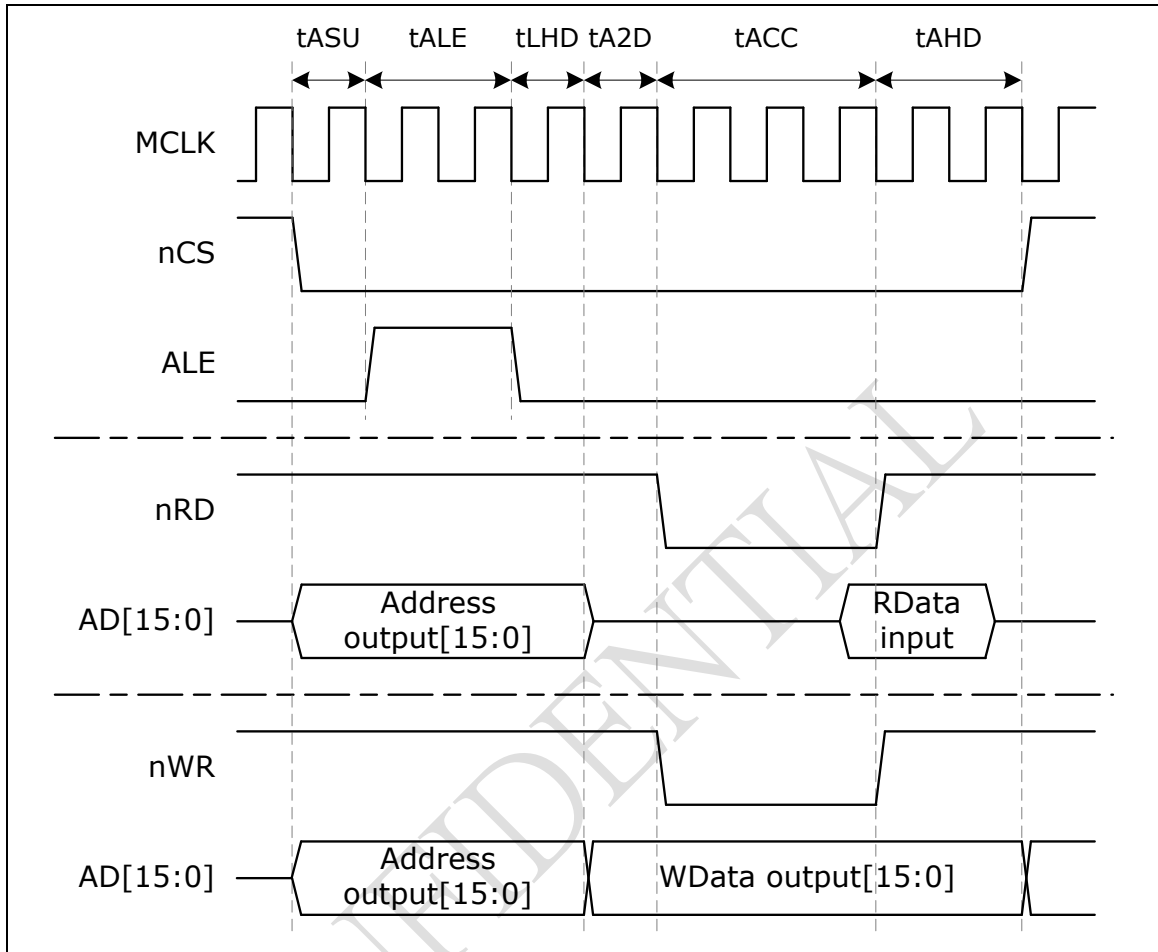 tASU tALE tLHD tA2D tACC tAHD
MCLK
nCS
ALE
nRD
AD[15:0]
Address
output[15:0]
RData
input
nWR
AD[15:0]
Address
output[15:0]
WData output[15:0]
FIDENTIAL